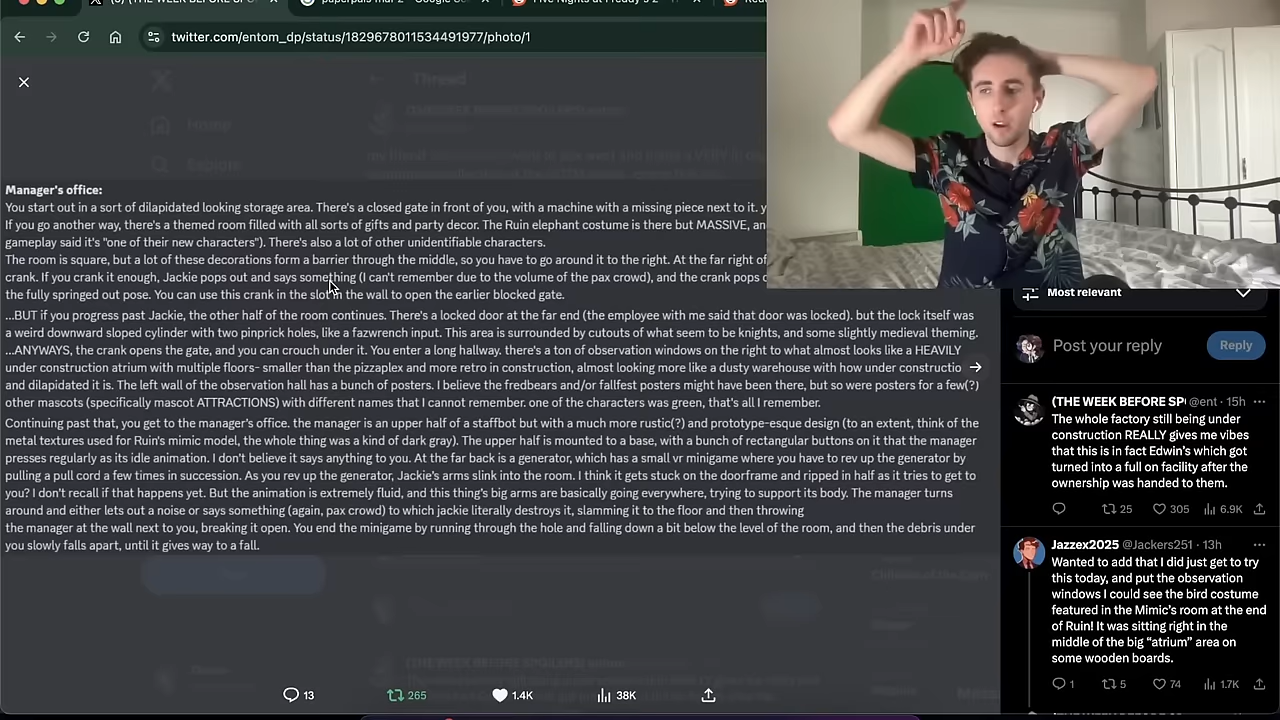 twitter.com/entom_dp/status/1829678011534491977/photo/1
Thread
Home
Manager's office:
You start out in a sort of dilapidated looking storage area. There's a closed gate in front of you, with a machine with a missing piece next to it.
If you go another way, there's a themed room filled with all sorts of gifts and party decor. The Ruin elephant costume is there but MASSIVE,
gameplay said it's "one of their new characters"). There's also a lot of other unidentifiable characters.
The room is square, but a lot of these decorations form a barrier through the middle, so you have to go around it to the right. At the far right of
crank. If you crank it enough, Jackie pops out and says something (I can't remember due to the volume of the pax crowd), and the crank pops
the fully springed out pose. You can use this crank in the slot in the wall to open the earlier blocked gate.
...BUT if you progress past Jackie, the other half of the room continues. There's a locked door at the far end (the employee with me said that door was locked). but the lock itself was
a weird downward sloped cylinder with two pinprick holes, like a fazwrench input. This area is surrounded by cutouts of what seem to be knights, and some slightly medieval theming.
...ANYWAYS, the crank opens the gate, and you can crouch under it. You enter a long hallway. there's a ton of observation windows on the right to what almost looks like a HEAVILY
under construction atrium with multiple floors- smaller than the pizzaplex and more retro in construction, almost looking more like a dusty warehouse with how under constructio
and dilapidated it is. The left wall of the observation hall has a bunch of posters. I believe the fredbears and/or fallfest posters might have been there, but so were posters for a few(?)
other mascots (specifically mascot ATTRACTIONS) with different names that I cannot remember. one of the characters was green, that's all I remember.
Continuing past that, you get to the manager's office. the manager is an upper half of a staffbot but with a much more rustic(?) and prototype-esque design (to an extent, think of the
metal textures used for Ruin's mimic model, the whole thing was a kind of dark gray). The upper half is mounted to a base, with a bunch of rectangular buttons on it that the manager
presses regularly as its idle animation. I don't believe it says anything to you. At the far back is a generator, which has a small vr minigame where you have to rev up the generator by
pulling a pull cord a few times in succession. As you rev up the generator, Jackie's arms slink into the room. I think it gets stuck on the doorframe and ripped in half as it tries to get to
you? I don't recall if that happens yet. But the animation is extremely fluid, and this thing's big arms are basically going everywhere, trying to support its body. The manager turns
around and either lets out a noise or says something (again, pax crowd) to which jackie literally destroys it, slamming it to the floor and then throwing
the manager at the wall next to you, breaking it open. You end the minigame by running through the hole and falling down a bit below the level of the room, and then the debris under
you slowly falls apart, until it gives way to a fall.
13
265
1.4K
38K
Most relevant
Post your reply
Reply
(THE WEEK BEFORE SP @ent · 15h
The whole factory still being under
construction REALLY gives me vibes
that this is in fact Edwin's which got
turned into a full on facility after the
ownership was handed to them.
25
305
6.9K
Jazzex2025 @Jackers251 · 13h
Wanted to add that I did just get to try
this today, and put the observation
windows I could see the bird costume
featured in the Mimic's room at the end
of Ruin! It was sitting right in the
middle of the big “atrium” area on
some wooden boards.
1
5
74
1.7K